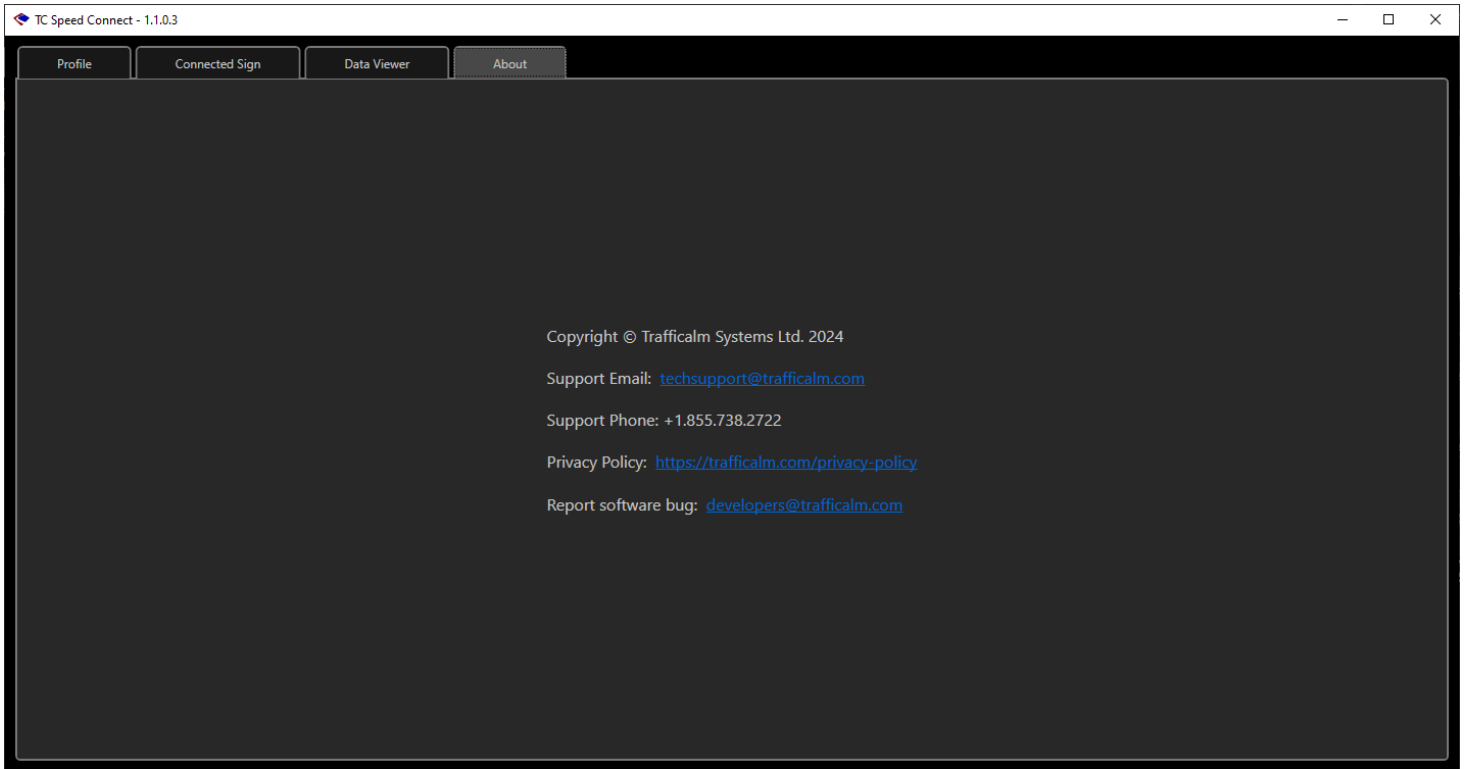 TC Speed Connect - 1.1.0.3
Profile Connected Sign Data Viewer About
Copyright © Trafficalm Systems Ltd. 2024
Support Email: techsupport@trafficalm.com
Support Phone: +1.855.738.2722
Privacy Policy: https://trafficalm.com/privacy-policy
Report software bug: developers@trafficalm.com